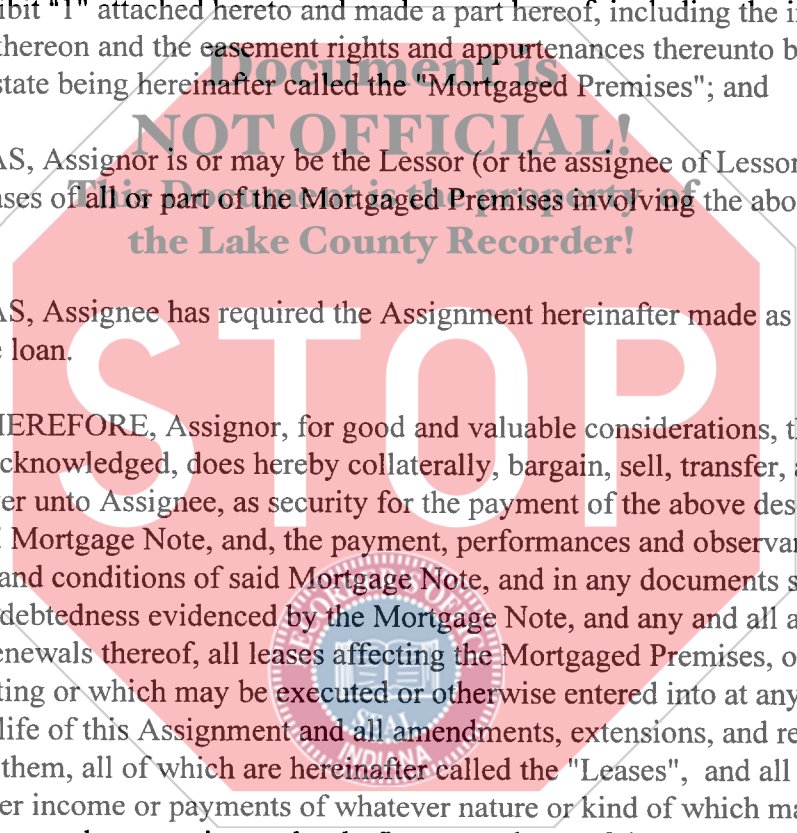 ibit "1" attached hereto and made a part hereof, including the i
thereon and the easement rights and appurtenances thereunto b
Document is
state being hereinafter called the "Mortgaged Premises"; and
NOT OFFICIAL!
AS, Assignor is or may be the Lessor (or the assignee of Lessor
This Document is the property of
ases of all or part of the Mortgaged Premises involving the abo
the Lake County Recorder!
AS, Assignee has required the Assignment hereinafter made as
e loan.
STOP
HEREFORE, Assignor, for good and valuable considerations, t
cknowledged, does hereby collaterally, bargain, sell, transfer, a
er unto Assignee, as security for the payment of the above des
Mortgage Note, and, the payment, performances and observa
and conditions of said Mortgage Note, and in any documents s
debtedness evidenced by the Mortgage Note, and any and all a
enewals thereof, all leases affecting the Mortgaged Premises, o
ting or which may be executed or otherwise entered into at any
life of this Assignment and all amendments, extensions, and re
them, all of which are hereinafter called the "Leases", and all
er income or payments of whatever nature or kind of which ma
SEAL
INDIANA